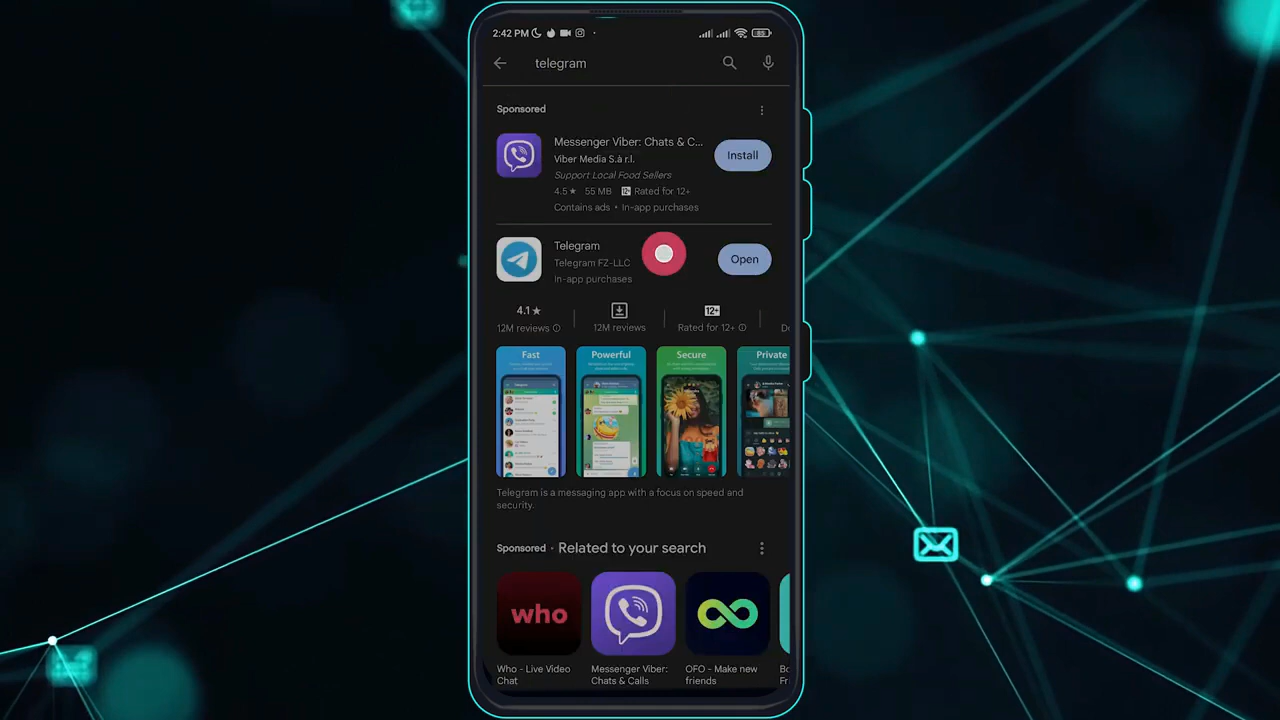 2:42 PM
85
telegram
Sponsored
Messenger Viber: Chats & C...
Viber Media S.à r.l.
Support Local Food Sellers
4.5★ 55 MB 12+ Rated for 12+
Contains ads • In-app purchases
Install
Telegram
Telegram FZ-LLC
In-app purchases
Open
4.1★
12M reviews
12M reviews
12+
Rated for 12+
Fast
Powerful
Secure
Private
Telegram is a messaging app with a focus on speed and
security.
Sponsored · Related to your search
who
Who - Live Video
Chat
Messenger Viber:
Chats & Calls
OFO - Make new
friends